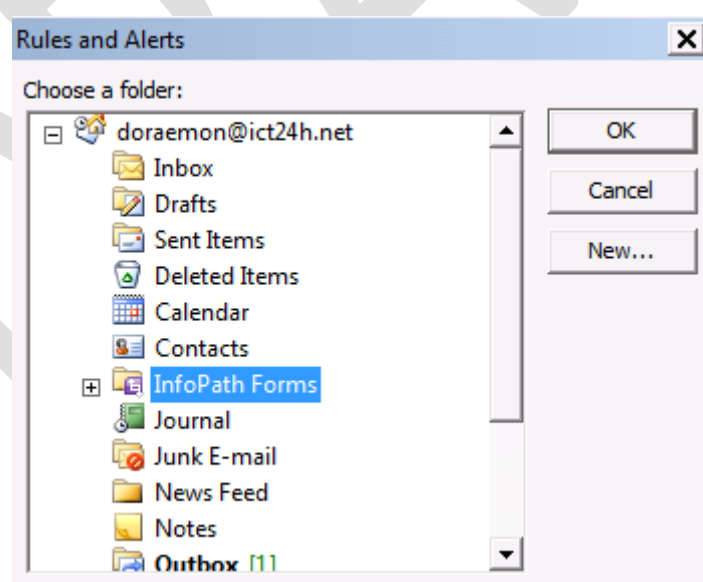 Rules and Alerts
Choose a folder:
doraemon@ict24h.net
Inbox
Drafts
Sent Items
Deleted Items
Calendar
Contacts
InfoPath Forms
Journal
Junk E-mail
News Feed
Notes
Outbox [1]
OK
Cancel
New...